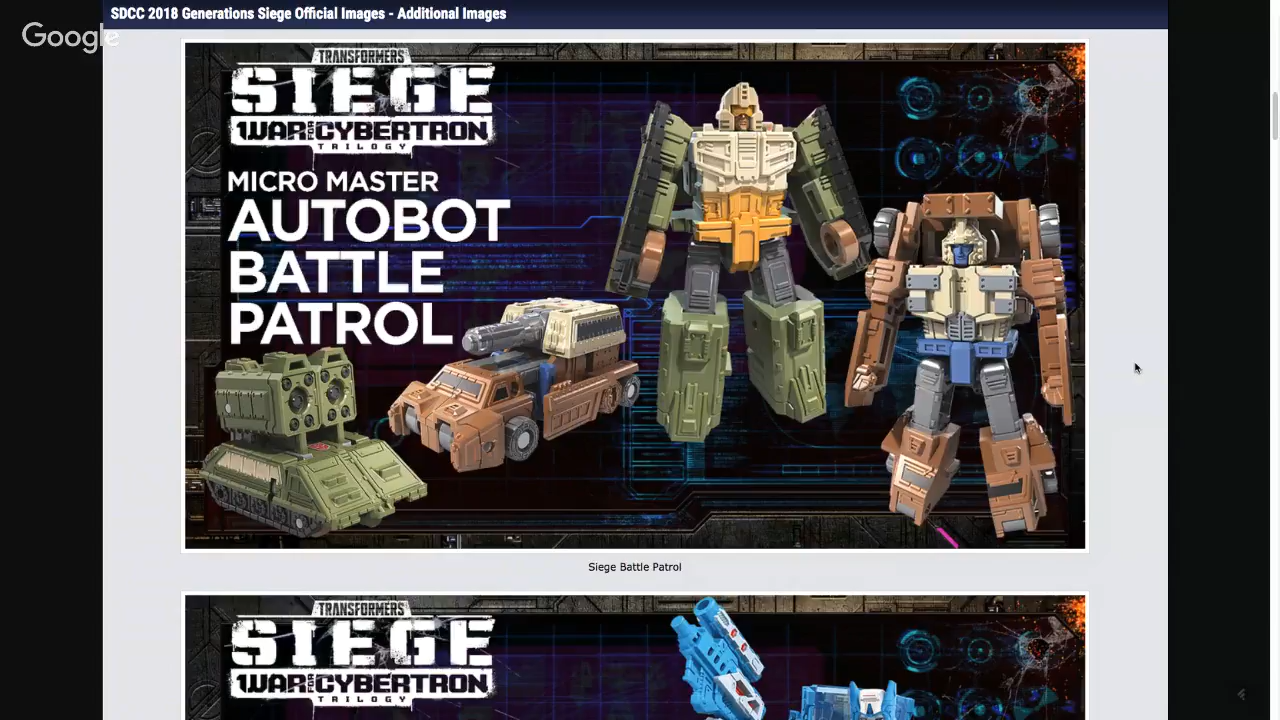 SDCC 2018 Generations Siege Official Images - Additional Images
Google
TRANSFORMERS
SIEGE
WAR FOR CYBERTRON
TRILOGY
MICRO MASTER
AUTOBOT
BATTLE
PATROL
Siege Battle Patrol
TRANSFORMERS
SIEGE
WAR FOR CYBERTRON
TRILOGY